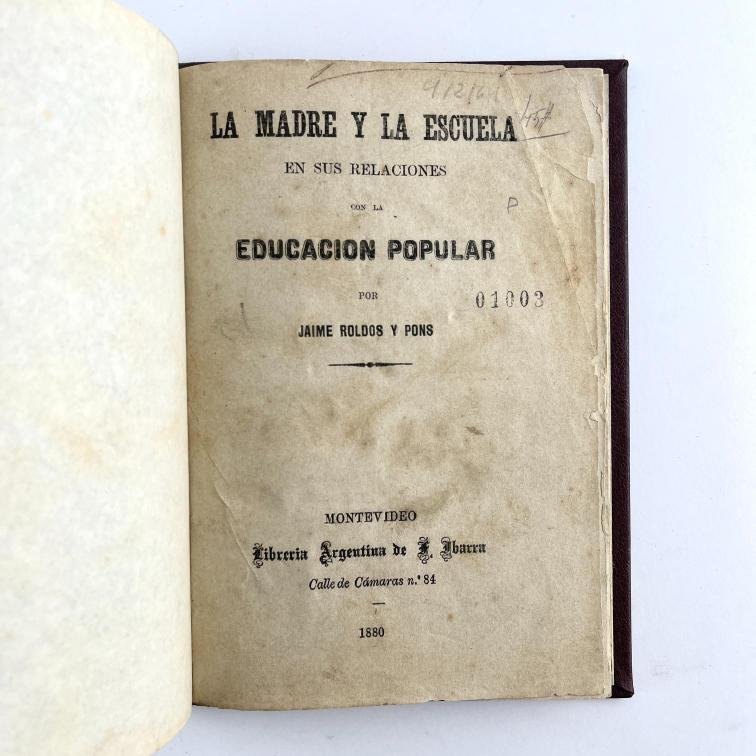 LA MADRE Y LA ESCUELA
EN SUS RELACIONES
CON LA
EDUCACION POPULAR
POR
01003
JAIME ROLDOS Y PONS
MONTEVIDEO
Libreria Argentina de F. Ibarra
Calle de Cámaras n.º 84
1880